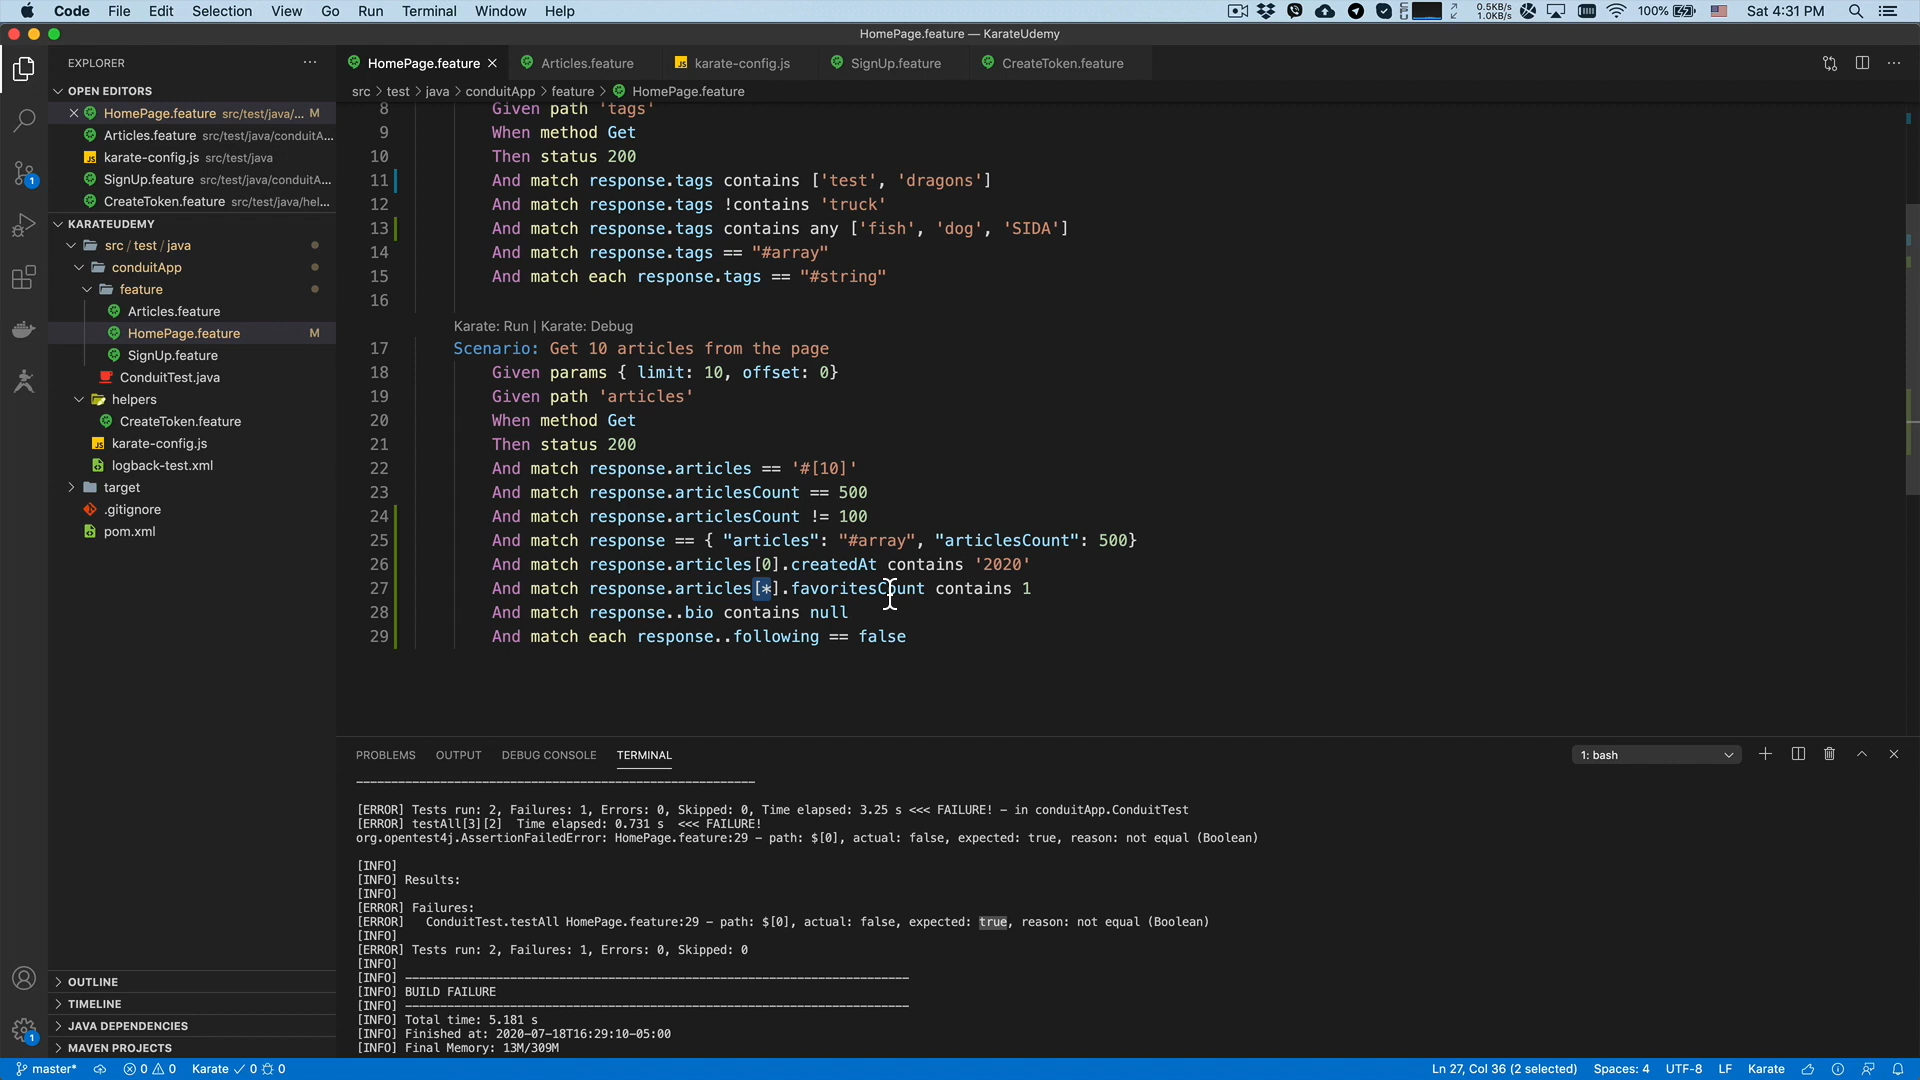 Code File Edit Selection View Go Run Terminal Window Help
0.5KB/s
1.0KB/s
100%
Sat 4:31 PM
HomePage.feature — KarateUdemy
EXPLORER
HomePage.feature
Articles.feature
karate-config.js
SignUp.feature
CreateToken.feature
src > test > java > conduitApp > feature > HomePage.feature
OPEN EDITORS
HomePage.feature src/test/java/... M
Articles.feature src/test/java/conduitA...
karate-config.js src/test/java
SignUp.feature src/test/java/conduitA...
CreateToken.feature src/test/java/hel...
KARATEUDEMY
src / test / java
conduitApp
feature
Articles.feature
HomePage.feature M
SignUp.feature
ConduitTest.java
helpers
CreateToken.feature
karate-config.js
logback-test.xml
target
.gitignore
pom.xml
OUTLINE
TIMELINE
JAVA DEPENDENCIES
MAVEN PROJECTS
8 Given path 'tags'
9 When method Get
10 Then status 200
11 And match response.tags contains ['test', 'dragons']
12 And match response.tags !contains 'truck'
13 And match response.tags contains any ['fish', 'dog', 'SIDA']
14 And match response.tags == "#array"
15 And match each response.tags == "#string"
16
Karate: Run | Karate: Debug
17 Scenario: Get 10 articles from the page
18 Given params { limit: 10, offset: 0}
19 Given path 'articles'
20 When method Get
21 Then status 200
22 And match response.articles == '#[10]'
23 And match response.articlesCount == 500
24 And match response.articlesCount != 100
25 And match response == { "articles": "#array", "articlesCount": 500}
26 And match response.articles[0].createdAt contains '2020'
27 And match response.articles[*].favoritesCount contains 1
28 And match response..bio contains null
29 And match each response..following == false
PROBLEMS OUTPUT DEBUG CONSOLE TERMINAL
1: bash
[ERROR] Tests run: 2, Failures: 1, Errors: 0, Skipped: 0, Time elapsed: 3.25 s <<< FAILURE! – in conduitApp.ConduitTest
[ERROR] testAll[3][2]  Time elapsed: 0.731 s  <<< FAILURE!
org.opentest4j.AssertionFailedError: HomePage.feature:29 – path: $[0], actual: false, expected: true, reason: not equal (Boolean)
[INFO]
[INFO] Results:
[INFO]
[ERROR] Failures:
[ERROR]   ConduitTest.testAll HomePage.feature:29 – path: $[0], actual: false, expected: true, reason: not equal (Boolean)
[INFO]
[ERROR] Tests run: 2, Failures: 1, Errors: 0, Skipped: 0
[INFO]
[INFO] ------------------------------------------------------------------------
[INFO] BUILD FAILURE
[INFO] ------------------------------------------------------------------------
[INFO] Total time: 5.181 s
[INFO] Finished at: 2020-07-18T16:29:10-05:00
[INFO] Final Memory: 13M/309M
1
1
master* 0 0 Karate 0 0
Ln 27, Col 36 (2 selected) Spaces: 4 UTF-8 LF Karate